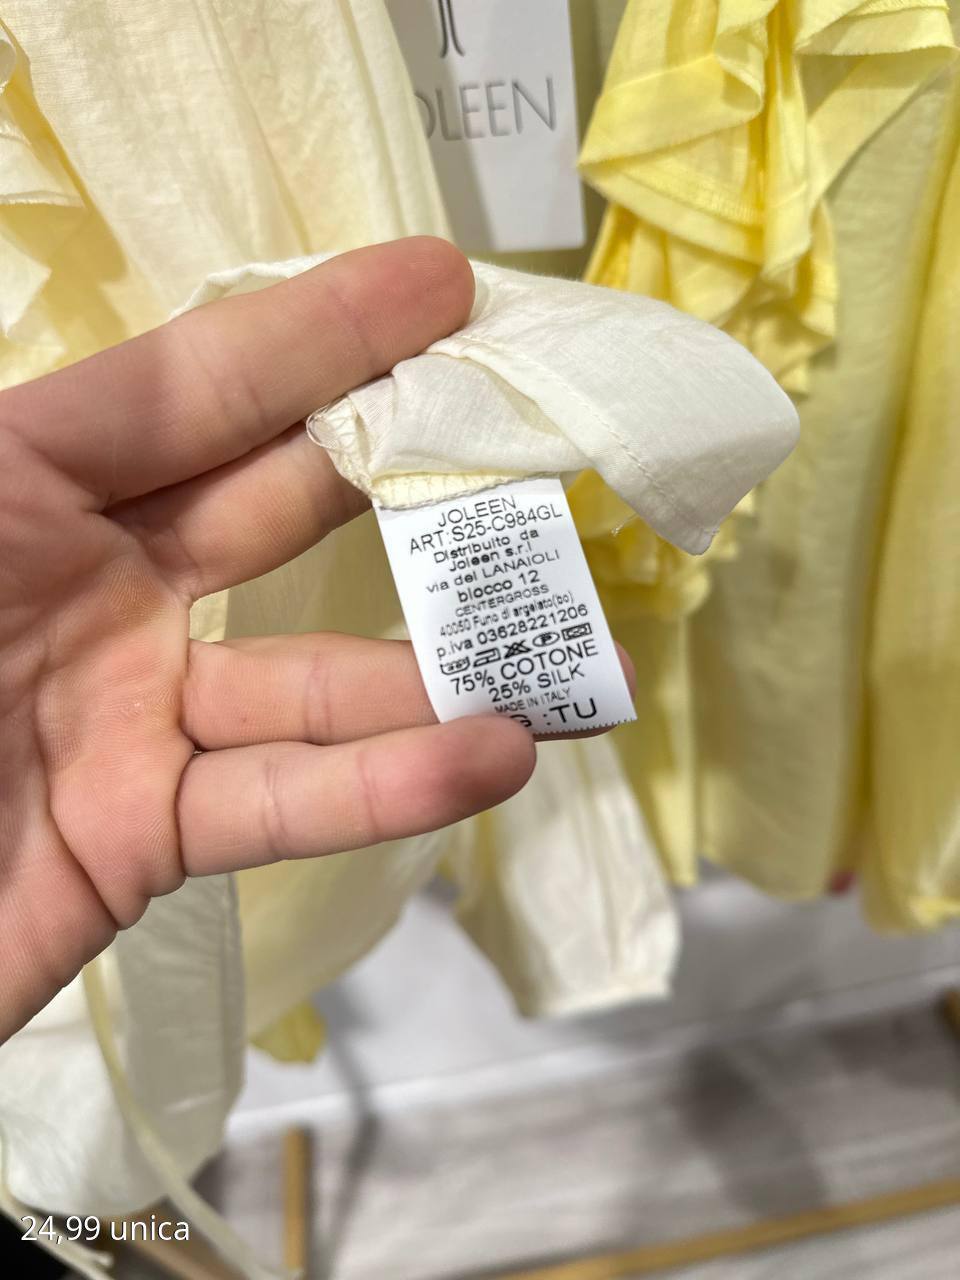 OLEEN
JOLEEN
ART:S25-C984GL
Distribuito da
Joleen s.r.l
via dei LANAIOLI
blocco 12
CENTERGROSS
40050 Funo di argelato(bo)
p.iva 03628221206
75% COTONE
25% SILK
MADE IN ITALY
G :TU
24,99 unica